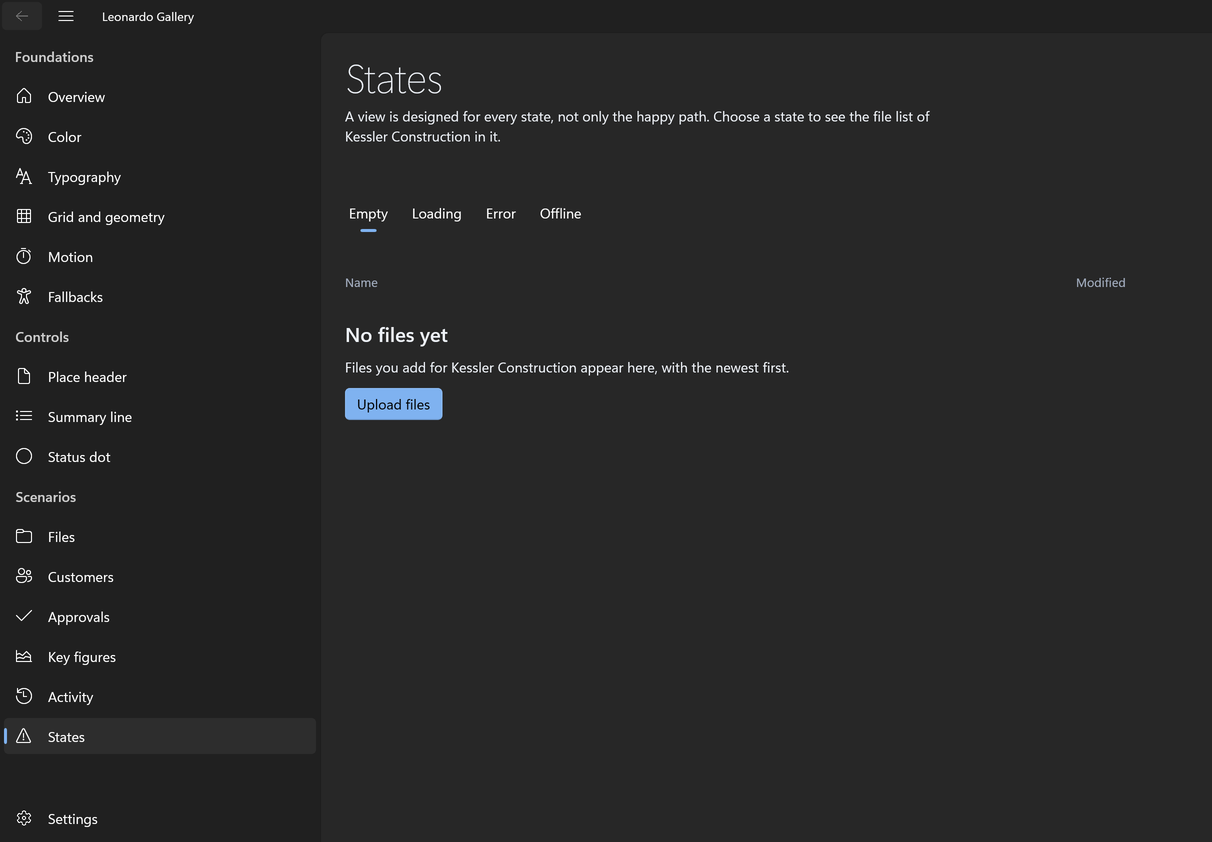 Leonardo Gallery
Foundations
Overview
Color
Typography
Grid and geometry
Motion
Fallbacks
Controls
Place header
Summary line
Status dot
Scenarios
Files
Customers
Approvals
Key figures
Activity
States
Settings
States
A view is designed for every state, not only the happy path. Choose a state to see the file list of
Kessler Construction in it.
Empty Loading Error Offline
Name Modified
No files yet
Files you add for Kessler Construction appear here, with the newest first.
Upload files